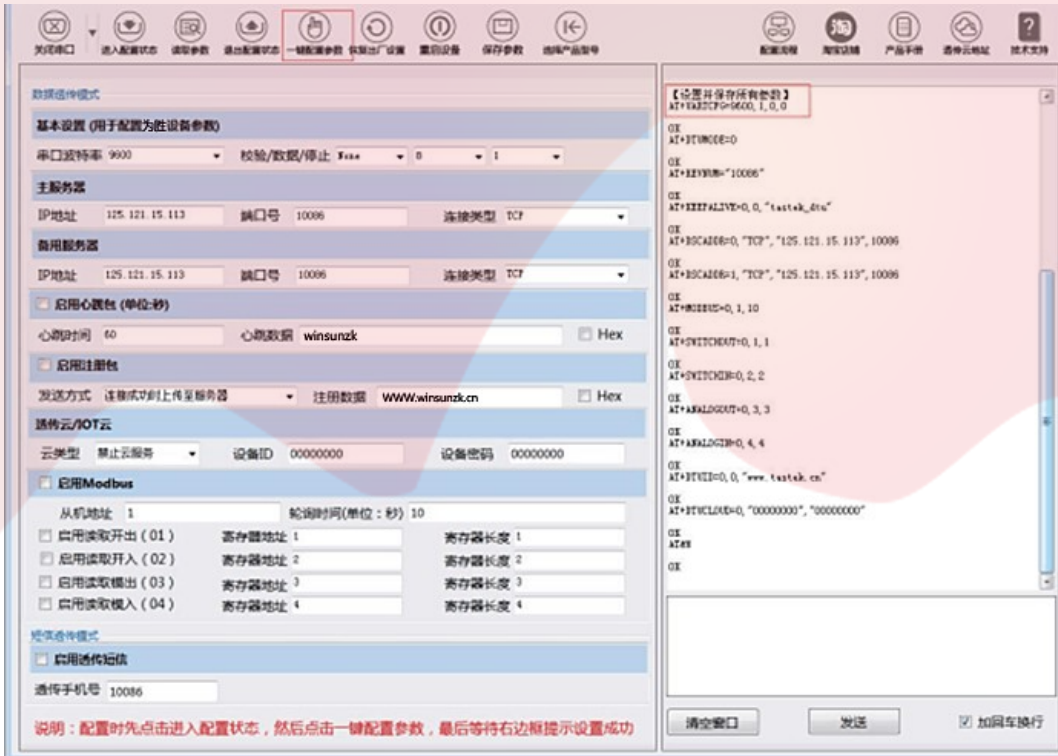 关闭串口 进入配置状态 读取参数 退出配置状态 一键配置参数 恢复出厂设置 重启设备 保存参数 选择产品型号 配置流程 淘宝店铺 产品手册 透传云地址 技术支持
淘
数据透传模式
基本设置 (用于配置为胜设备参数)
串口波特率 9600 校验/数据/停止 None 8 1
主服务器
IP地址 125.121.15.113 端口号 10086 连接类型 TCP
备用服务器
IP地址 125.121.15.113 端口号 10086 连接类型 TCP
启用心跳包 (单位:秒)
心跳时间 60 心跳数据 winsunzk Hex
启用注册包
发送方式 连接成功时上传至服务器 注册数据 WWW.winsunzk.cn Hex
透传云/IOT云
云类型 禁止云服务 设备ID 00000000 设备密码 00000000
启用Modbus
从机地址 1 轮询时间(单位：秒) 10
启用读取开出 ( 01 ) 寄存器地址 1 寄存器长度 1
启用读取开入 ( 02 ) 寄存器地址 2 寄存器长度 2
启用读取模出 ( 03 ) 寄存器地址 3 寄存器长度 3
启用读取模入 ( 04 ) 寄存器地址 4 寄存器长度 4
短信透传模式
启用透传短信
透传手机号 10086
说明：配置时先点击进入配置状态，然后点击一键配置参数，最后等待右边框提示设置成功
【设置并保存所有参数】
AT+UARTCFG=9600,1,0,0
OK
AT+DTUMODE=0
OK
AT+KEYNUM="10086"
OK
AT+KEEPALIVE=0,0,"tastek_dtu"
OK
AT+DSCADDR=0,"TCP","125.121.15.113",10086
OK
AT+DSCADDR=1,"TCP","125.121.15.113",10086
OK
AT+MODBUS=0,1,10
OK
AT+SWITCHOUT=0,1,1
OK
AT+SWITCHIN=0,2,2
OK
AT+ANALOGOUT=0,3,3
OK
AT+ANALOGIN=0,4,4
OK
AT+DTUID=0,0,"www.tastek.cn"
OK
AT+DTUCLOUD=0,"00000000","00000000"
OK
AT&W
OK
清空窗口 发送 加回车换行